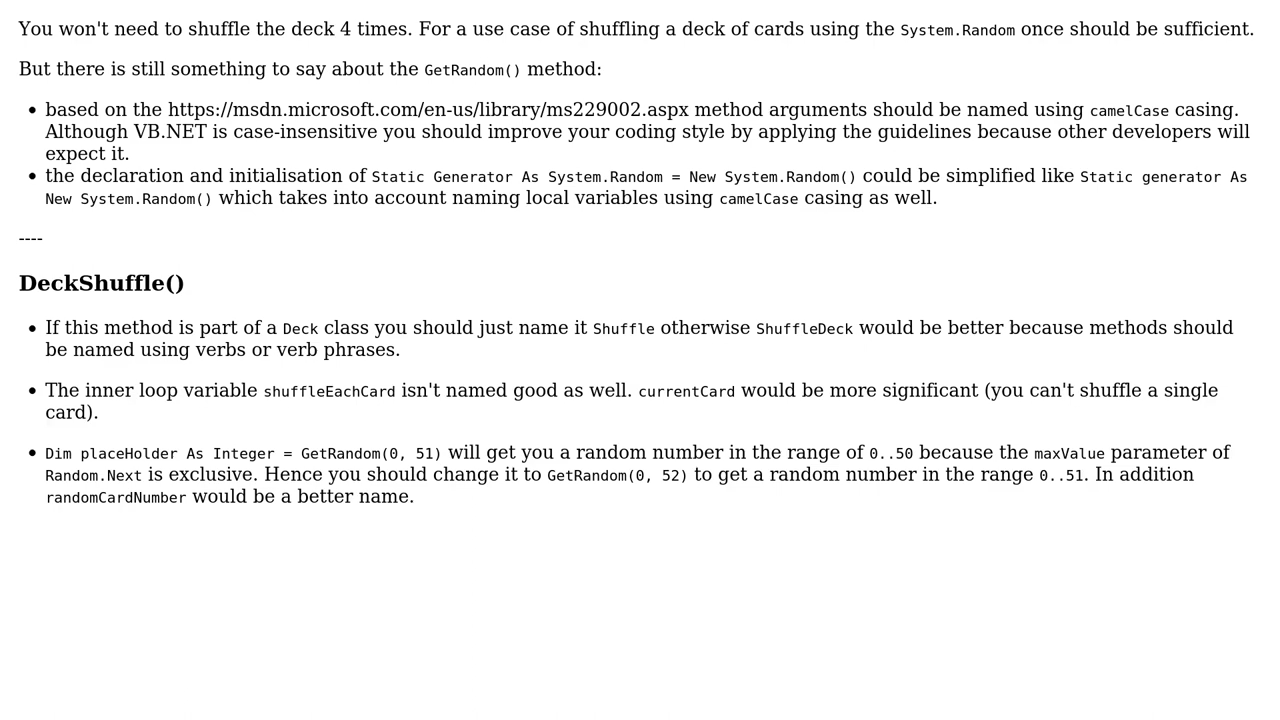 You won't need to shuffle the deck 4 times. For a use case of shuffling a deck of cards using the System.Random once should be sufficient.
But there is still something to say about the GetRandom() method:
• based on the https://msdn.microsoft.com/en-us/library/ms229002.aspx method arguments should be named using camelCase casing.
Although VB.NET is case-insensitive you should improve your coding style by applying the guidelines because other developers will
expect it.
• the declaration and initialisation of Static Generator As System.Random = New System.Random() could be simplified like Static generator As
New System.Random() which takes into account naming local variables using camelCase casing as well.
----
DeckShuffle()
• If this method is part of a Deck class you should just name it Shuffle otherwise ShuffleDeck would be better because methods should
be named using verbs or verb phrases.
• The inner loop variable shuffleEachCard isn't named good as well. currentCard would be more significant (you can't shuffle a single
card).
• Dim placeHolder As Integer = GetRandom(0, 51) will get you a random number in the range of 0..50 because the maxValue parameter of
Random.Next is exclusive. Hence you should change it to GetRandom(0, 52) to get a random number in the range 0..51. In addition
randomCardNumber would be a better name.